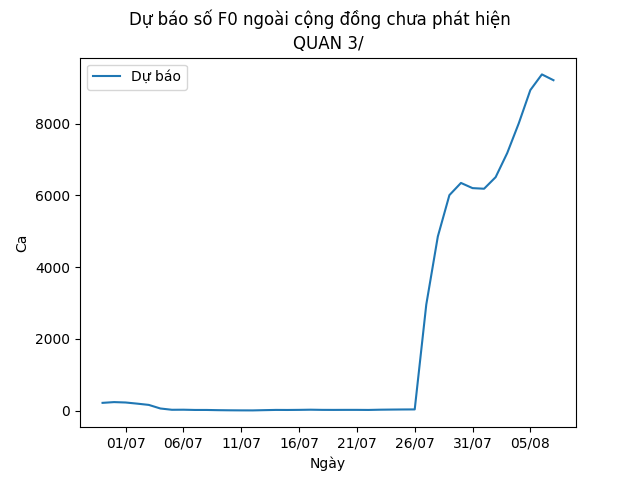 Dự báo số F0 ngoài cộng đồng chưa phát hiện
QUAN 3/
Dự báo
8000
6000
4000
2000
0
Ca
01/07 06/07 11/07 16/07 21/07 26/07 31/07 05/08
Ngày